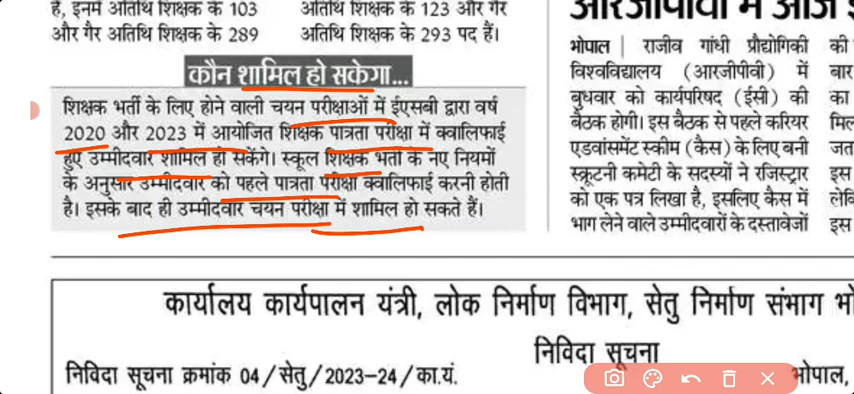 है, इनमें अतिथि शिक्षक के 103
और गैर अतिथि शिक्षक के 289
अतिथि शिक्षक के 123 और गैर
अतिथि शिक्षक के 293 पद हैं।
कौन शामिल हो सकेगा...
शिक्षक भर्ती के लिए होने वाली चयन परीक्षाओं में ईएसबी द्वारा वर्ष
2020 और 2023 में आयोजित शिक्षक पात्रता परीक्षा में क्वालिफाई
हुए उम्मीदवार शामिल हो सकेंगे। स्कूल शिक्षक भर्ती के नए नियमों
के अनुसार उम्मीदवार को पहले पात्रता परीक्षा क्वालिफाई करनी होती
है। इसके बाद ही उम्मीदवार चयन परीक्षा में शामिल हो सकते हैं।
आरजीपीवी में आज
भोपाल | राजीव गांधी प्रौद्योगिकी
विश्वविद्यालय (आरजीपीवी) में
बुधवार को कार्यपरिषद (ईसी) की
बैठक होगी। इस बैठक से पहले करियर
एडवांसमेंट स्कीम (कैस) के लिए बनी
स्क्रूटनी कमेटी के सदस्यों ने रजिस्ट्रार
को एक पत्र लिखा है, इसलिए कैस में
भाग लेने वाले उम्मीदवारों के दस्तावेजों
की
बार
का
मिल
जत
इस
इस
कार्यालय कार्यपालन यंत्री, लोक निर्माण विभाग, सेतु निर्माण संभाग भो
निविदा सूचना
निविदा सूचना क्रमांक 04/सेतु/2023-24/का.यं.
भोपाल,